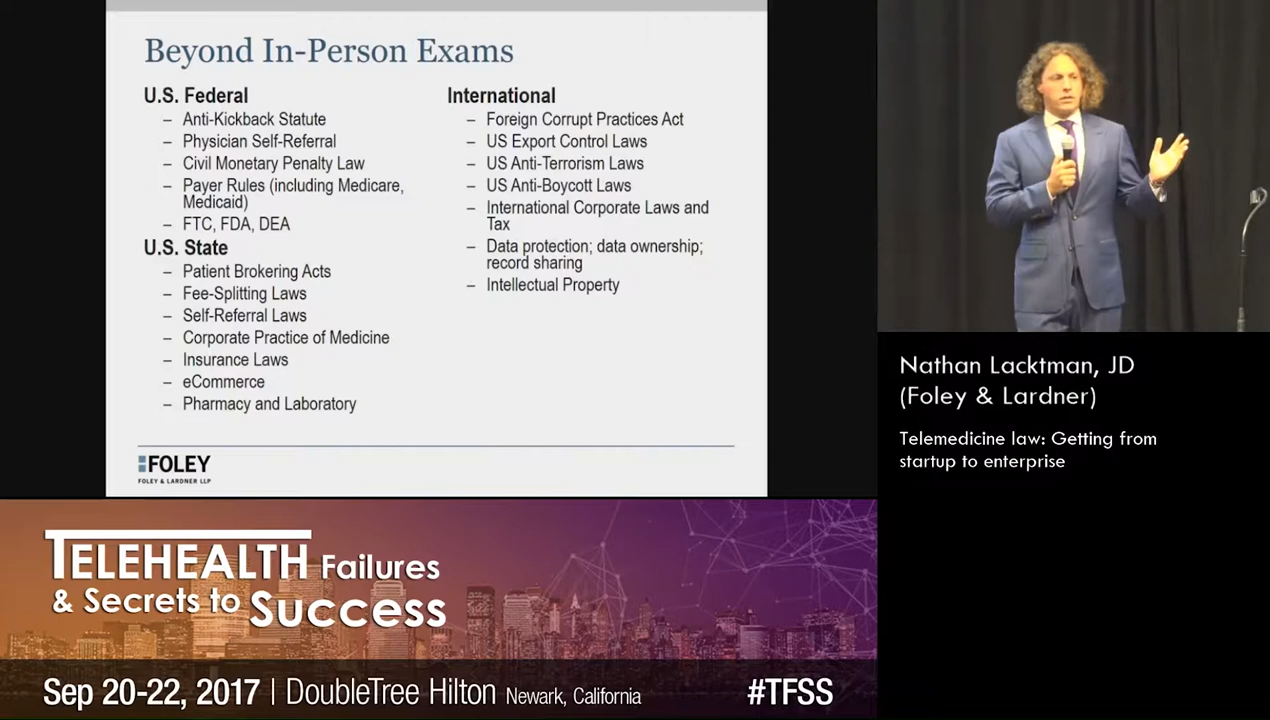 Beyond In-Person Exams
U.S. Federal
– Anti-Kickback Statute
– Physician Self-Referral
– Civil Monetary Penalty Law
– Payer Rules (including Medicare,
Medicaid)
– FTC, FDA, DEA
U.S. State
– Patient Brokering Acts
– Fee-Splitting Laws
– Self-Referral Laws
– Corporate Practice of Medicine
– Insurance Laws
– eCommerce
– Pharmacy and Laboratory
International
– Foreign Corrupt Practices Act
– US Export Control Laws
– US Anti-Terrorism Laws
– US Anti-Boycott Laws
– International Corporate Laws and
Tax
– Data protection; data ownership;
record sharing
– Intellectual Property
FOLEY
FOLEY & LARDNER LLP
Nathan Lacktman, JD
(Foley & Lardner)
Telemedicine law: Getting from
startup to enterprise
TELEHEALTH Failures
& Secrets to Success
Sep 20-22, 2017 | DoubleTree Hilton Newark, California
#TFSS